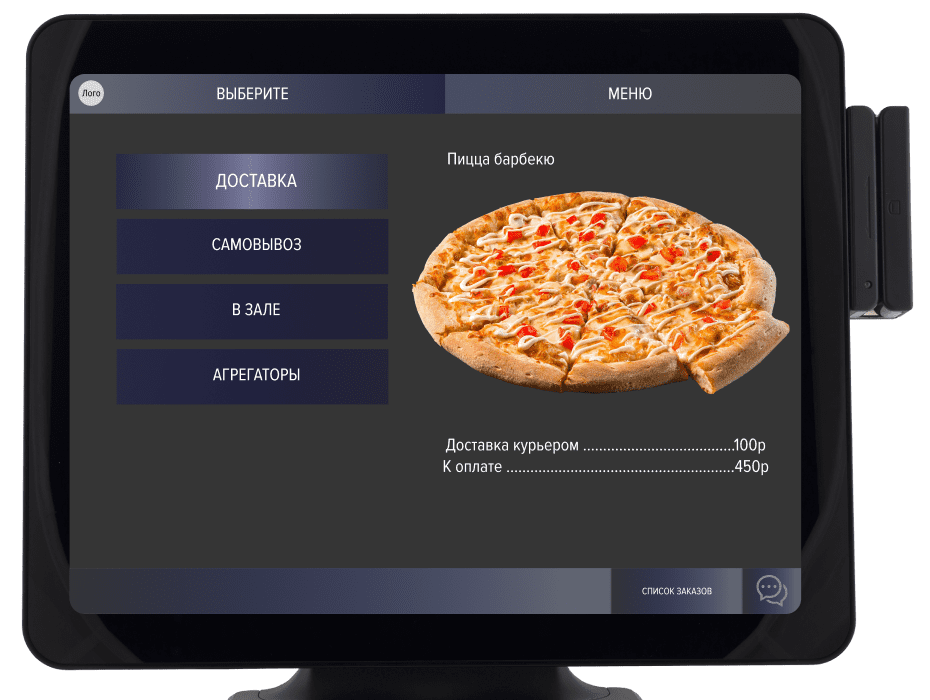 Лого
ВЫБЕРИТЕ
МЕНЮ
ДОСТАВКА
САМОВЫВОЗ
В ЗАЛЕ
АГРЕГАТОРЫ
Пицца барбекю
Доставка курьером ......................................100р
К оплате .........................................................450р
СПИСОК ЗАКАЗОВ